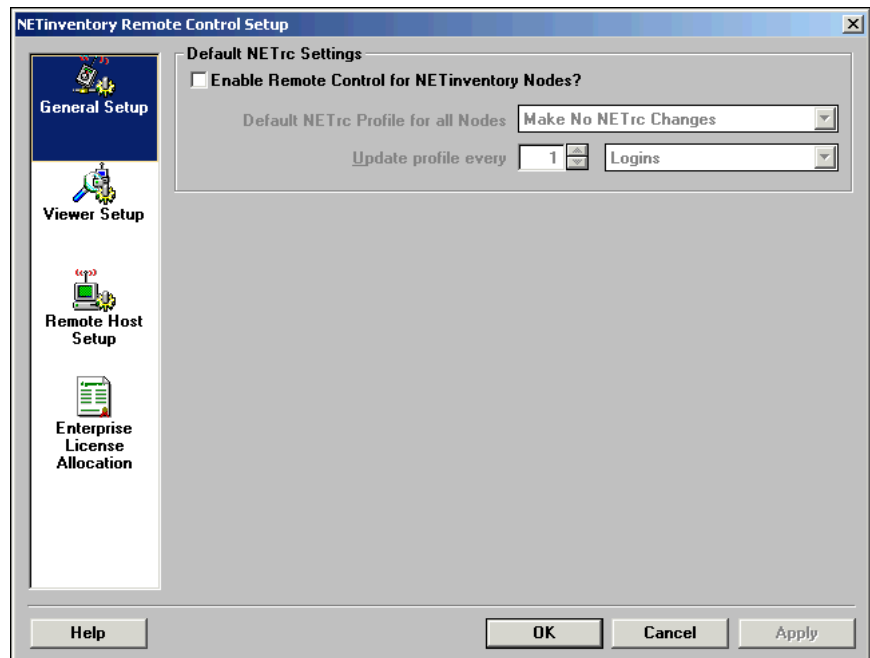 NETinventory Remote Control Setup
General Setup
Viewer Setup
Remote Host
Setup
Enterprise
License
Allocation
Default NETrc Settings
Enable Remote Control for NETinventory Nodes?
Default NETrc Profile for all Nodes Make No NETrc Changes
Update profile every 1 Logins
Help OK Cancel Apply